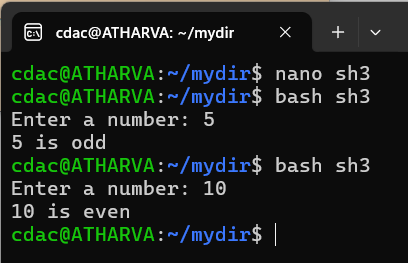 cdac@ATHARVA: ~/mydir
cdac@ATHARVA:~/mydir$ nano sh3
cdac@ATHARVA:~/mydir$ bash sh3
Enter a number: 5
5 is odd
cdac@ATHARVA:~/mydir$ bash sh3
Enter a number: 10
10 is even
cdac@ATHARVA:~/mydir$